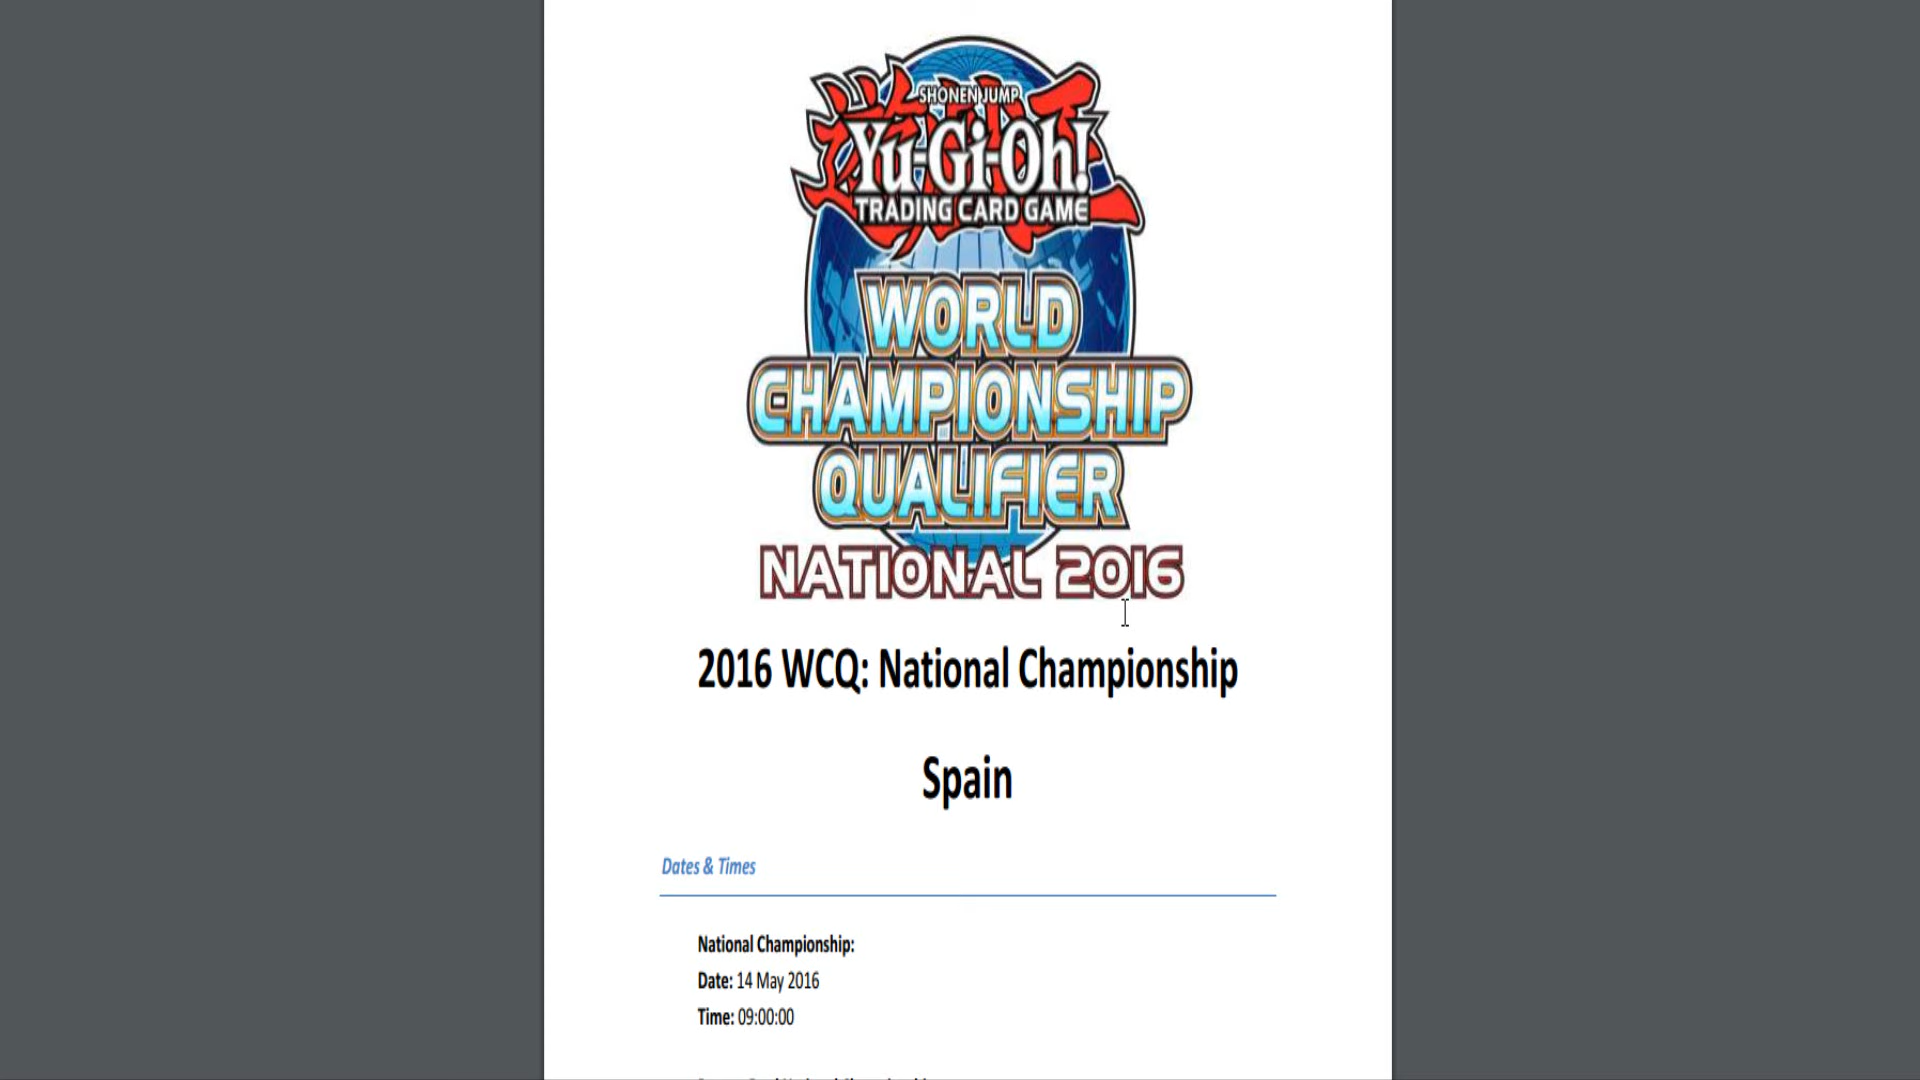 SHONEN JUMP
Yu-Gi-Oh!
TRADING CARD GAME
WORLD
CHAMPIONSHIP
QUALIFIER
NATIONAL 2016
2016 WCQ: National Championship
Spain
Dates & Times
National Championship:
Date: 14 May 2016
Time: 09:00:00